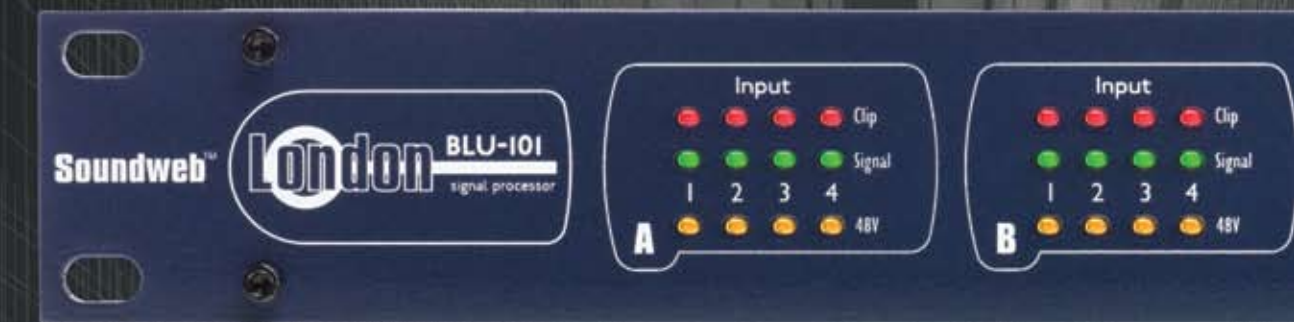 Soundweb™
London
BLU-101
signal processor
Input
Clip
Signal
1 2 3 4
48V
A
Input
Clip
Signal
1 2 3 4
48V
B